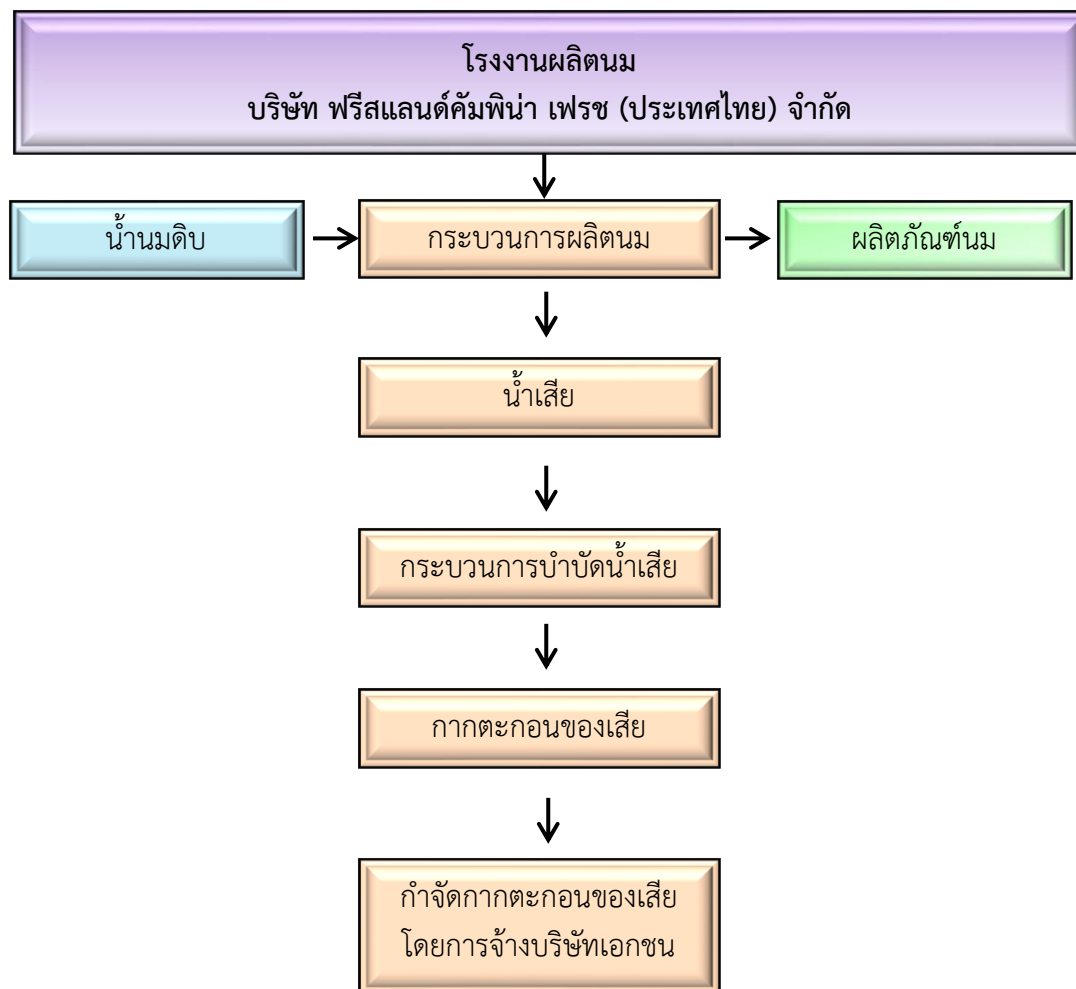 โรงงานผลิตนม
บริษัท ฟรีสแลนด์คัมพิน่า เฟรช (ประเทศไทย) จำกัด
น้ำนมดิบ
กระบวนการผลิตนม
ผลิตภัณฑ์นม
น้ำเสีย
กระบวนการบำบัดน้ำเสีย
กากตะกอนของเสีย
กำจัดกากตะกอนของเสีย
โดยการจ้างบริษัทเอกชน